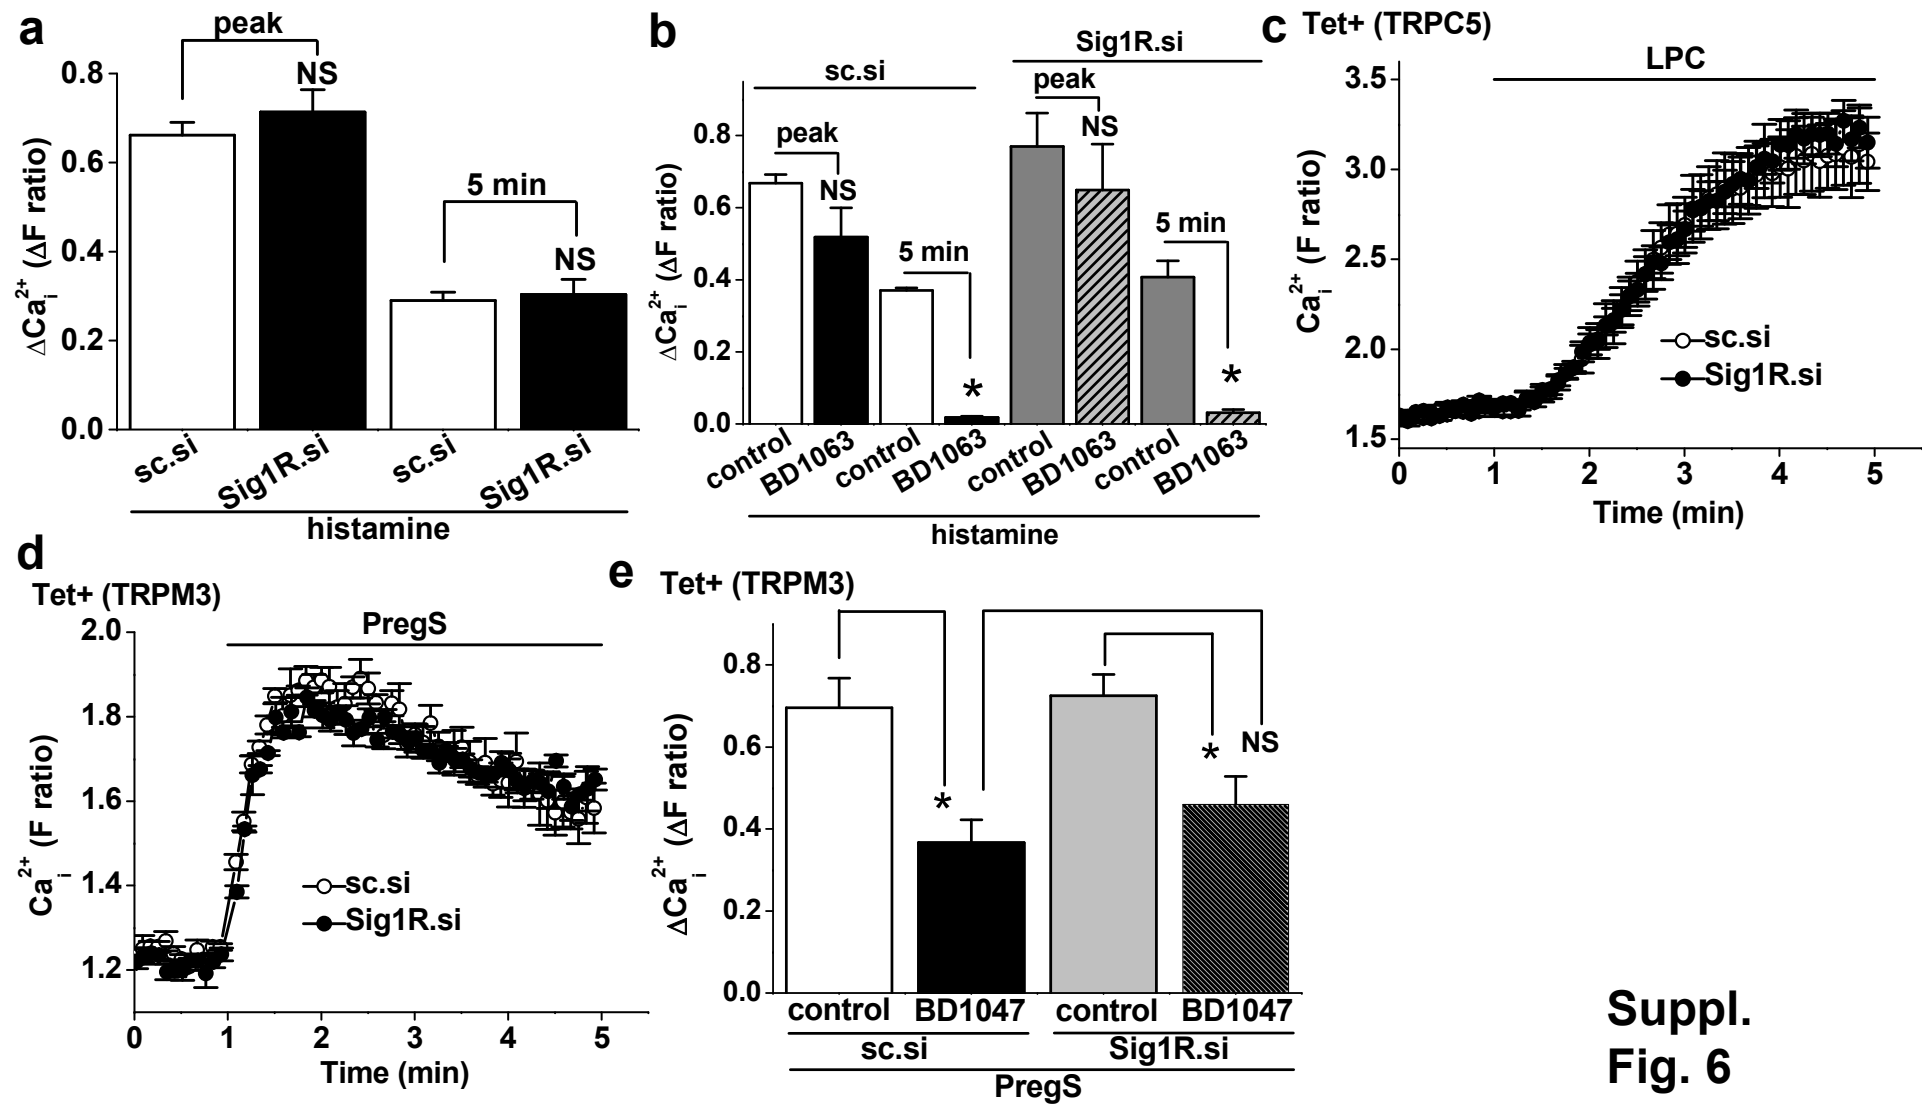 a
peak
NS
5 min
NS
ΔCa i 2+ (ΔF ratio)
0.8
0.6
0.4
0.2
0.0
sc.si
Sig1R.si
sc.si
Sig1R.si
histamine
b
Sig1R.si
sc.si
peak
peak
NS
NS
5 min
5 min
*
*
ΔCa i 2+ (ΔF ratio)
0.8
0.6
0.4
0.2
0.0
control
BD1063
control
BD1063
control
BD1063
control
BD1063
histamine
c
Tet+ (TRPC5)
LPC
Ca i 2+ (F ratio)
3.5
3.0
2.5
2.0
1.5
sc.si
Sig1R.si
0 1 2 3 4 5
Time (min)
d
Tet+ (TRPM3)
PregS
Ca i 2+ (F ratio)
2.0
1.8
1.6
1.4
1.2
sc.si
Sig1R.si
0 1 2 3 4 5
Time (min)
e
Tet+ (TRPM3)
ΔCa i 2+ (ΔF ratio)
0.8
0.6
0.4
0.2
0.0
*
*
NS
control BD1047 control BD1047
sc.si Sig1R.si
PregS
Suppl.
Fig. 6